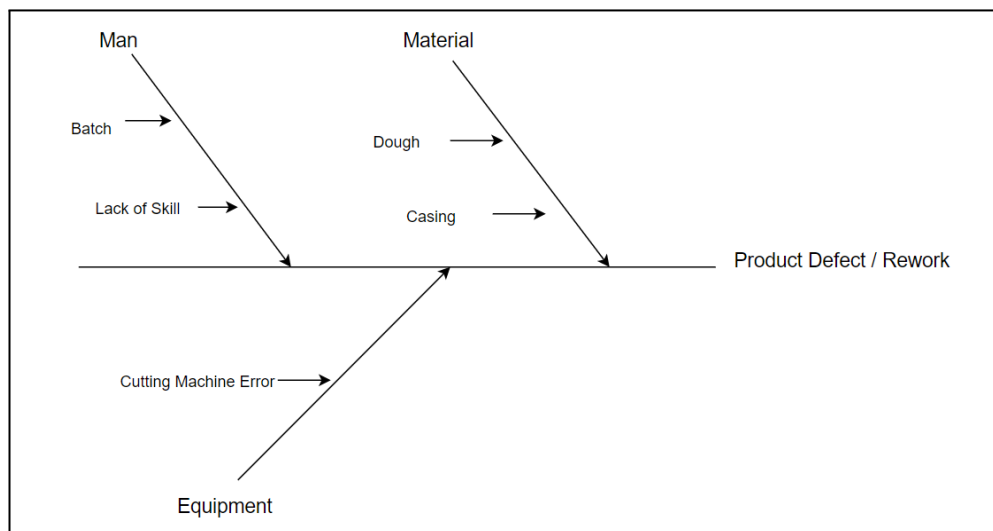 Man
Material
Batch
Dough
Lack of Skill
Casing
Product Defect / Rework
Cutting Machine Error
Equipment